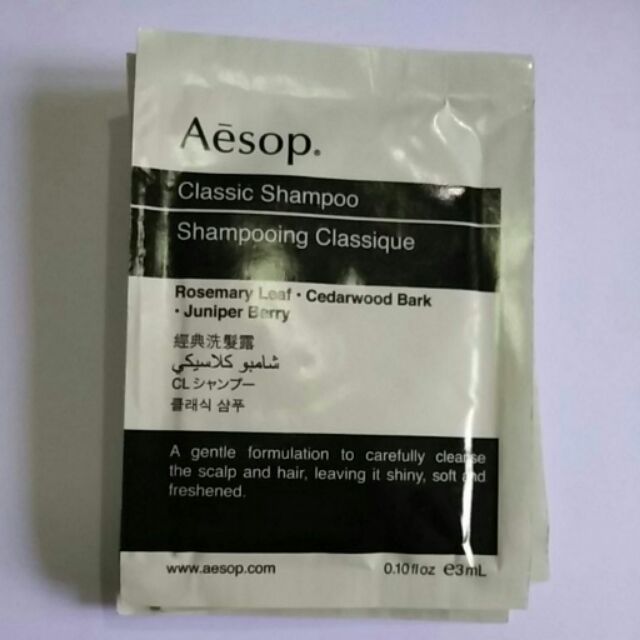 Aēsop.
Classic Shampoo
Shampooing Classique
Rosemary Leaf · Cedarwood Bark
· Juniper Berry
經典洗髮露
شامبو كلاسيكي
CL シャンプー
클래식 샴푸
A gentle formulation to carefully cleanse
the scalp and hair, leaving it shiny, soft and
freshened.
www.aesop.com 0.10 fl oz ℮3 mL